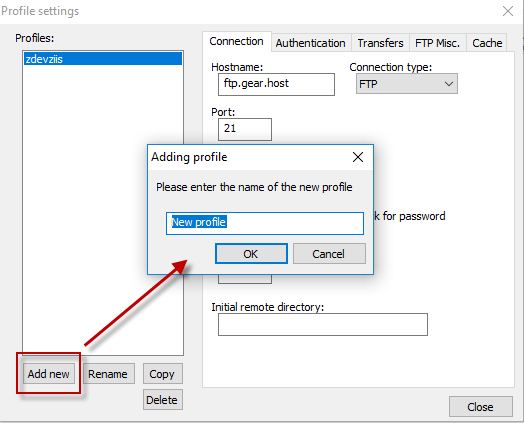 Profile settings
Profiles:
zdevziis
Connection Authentication Transfers FTP Misc. Cache
Hostname: Connection type:
ftp.gear.host FTP
Port:
21
Adding profile
Please enter the name of the new profile
New profile
k for password
OK Cancel
Initial remote directory:
Add new Rename Copy
Delete
Close